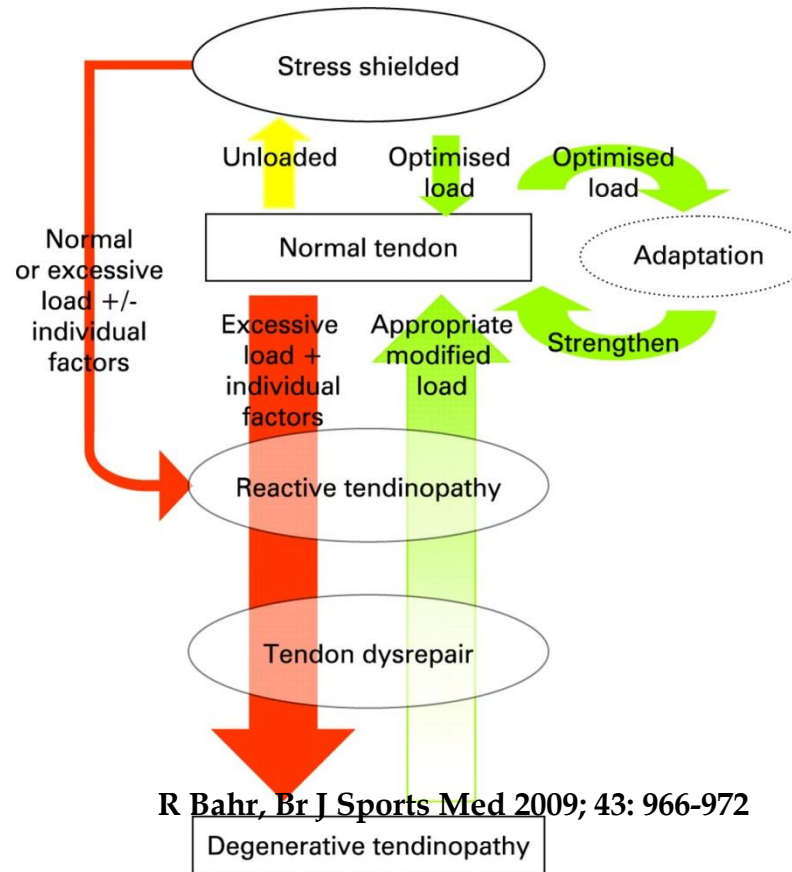 Stress shielded
Unloaded
Optimised
load
Optimised
load
Normal tendon
Adaptation
Normal
or excessive
load +/-
individual
factors
Excessive
load +
individual
factors
Appropriate
modified
load
Strengthen
Reactive tendinopathy
Tendon dysrepair
R Bahr, Br J Sports Med 2009; 43: 966-972
Degenerative tendinopathy